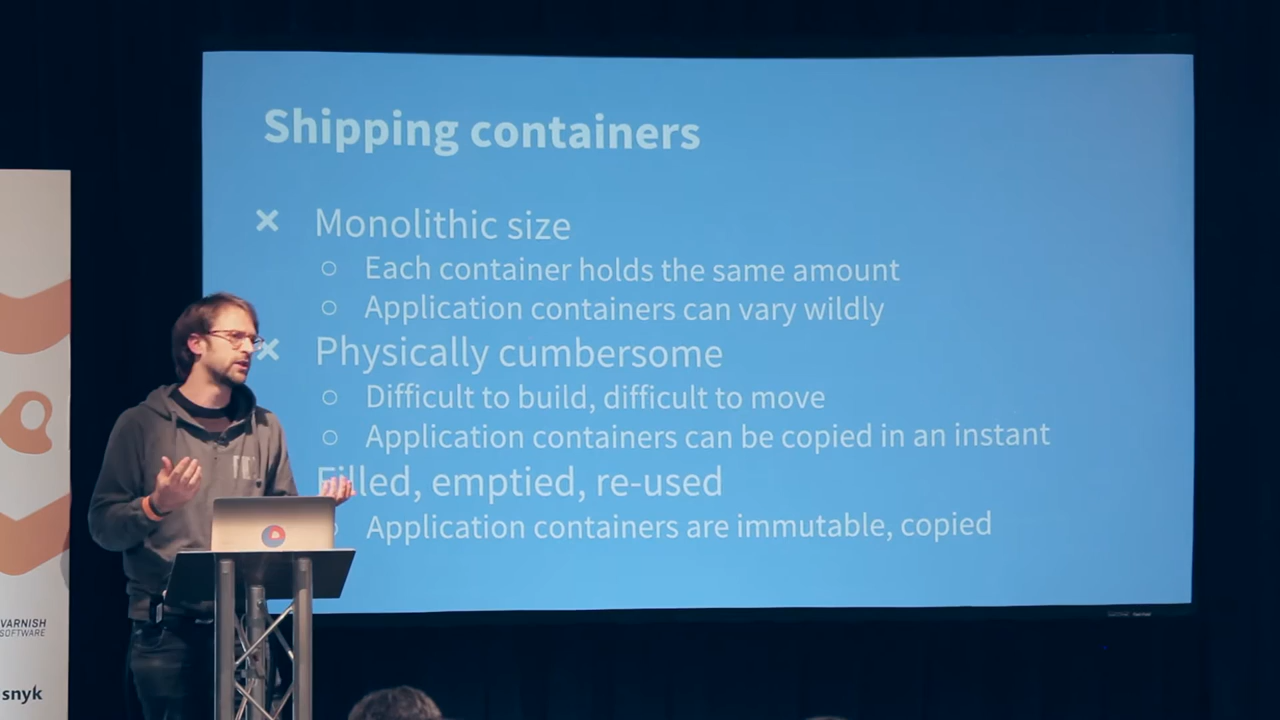 Shipping containers
Monolithic size
Each container holds the same amount
Application containers can vary wildly
Physically cumbersome
Difficult to build, difficult to move
Application containers can be copied in an instant
Filled, emptied, re-used
Application containers are immutable, copied
VARNISH
SOFTWARE
snyk